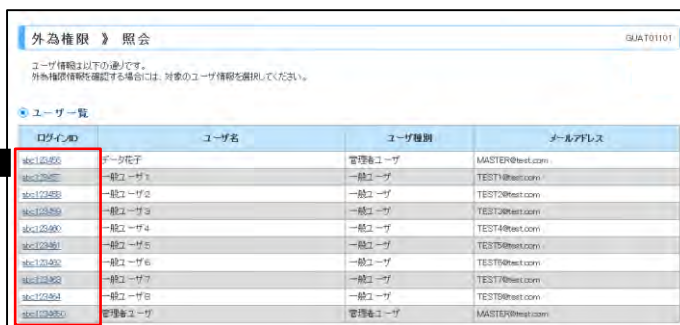 外為権限 》 照会
GUAT01101
ユーザ情報は以下の通りです。
外為権限情報を確認する場合には、対象のユーザ情報を選択してください。
ユーザ一覧
ログインID ユーザ名 ユーザ種別 メールアドレス
abc123456 データ花子 管理者ユーザ MASTER@test.com
abc123457 一般ユーザ1 一般ユーザ TEST1@test.com
abc123458 一般ユーザ2 一般ユーザ TEST2@test.com
abc123459 一般ユーザ3 一般ユーザ TEST3@test.com
abc123460 一般ユーザ4 一般ユーザ TEST4@test.com
abc123461 一般ユーザ5 一般ユーザ TEST5@test.com
abc123462 一般ユーザ6 一般ユーザ TEST6@test.com
abc123463 一般ユーザ7 一般ユーザ TEST7@test.com
abc123464 一般ユーザ8 一般ユーザ TEST8@test.com
管理者ユーザ 管理者ユーザ MASTER@test.com